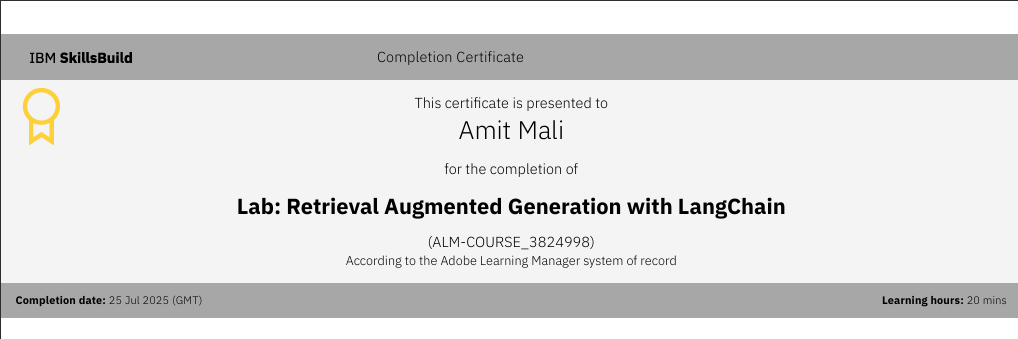 IBM SkillsBuild
Completion Certificate
This certificate is presented to
Amit Mali
for the completion of
Lab: Retrieval Augmented Generation with LangChain
(ALM-COURSE_3824998)
According to the Adobe Learning Manager system of record
Completion date: 25 Jul 2025 (GMT)
Learning hours: 20 mins